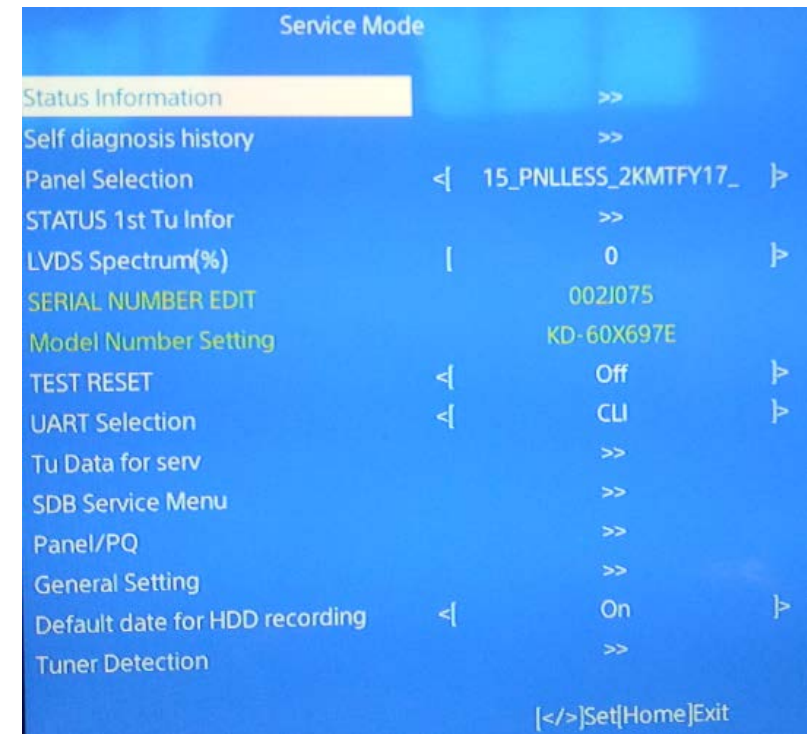 Service Mode
Status Information >>
Self diagnosis history >>
Panel Selection <[ 15_PNLLESS_2KMTFY17_ ]>
STATUS 1st Tu Infor >>
LVDS Spectrum(%) [ 0 ]>
SERIAL NUMBER EDIT 002J075
Model Number Setting KD-60X697E
TEST RESET <[ Off ]>
UART Selection <[ CLI ]>
Tu Data for serv >>
SDB Service Menu >>
Panel/PQ >>
General Setting >>
Default date for HDD recording <[ On ]>
Tuner Detection >>
[</>]Set[Home]Exit